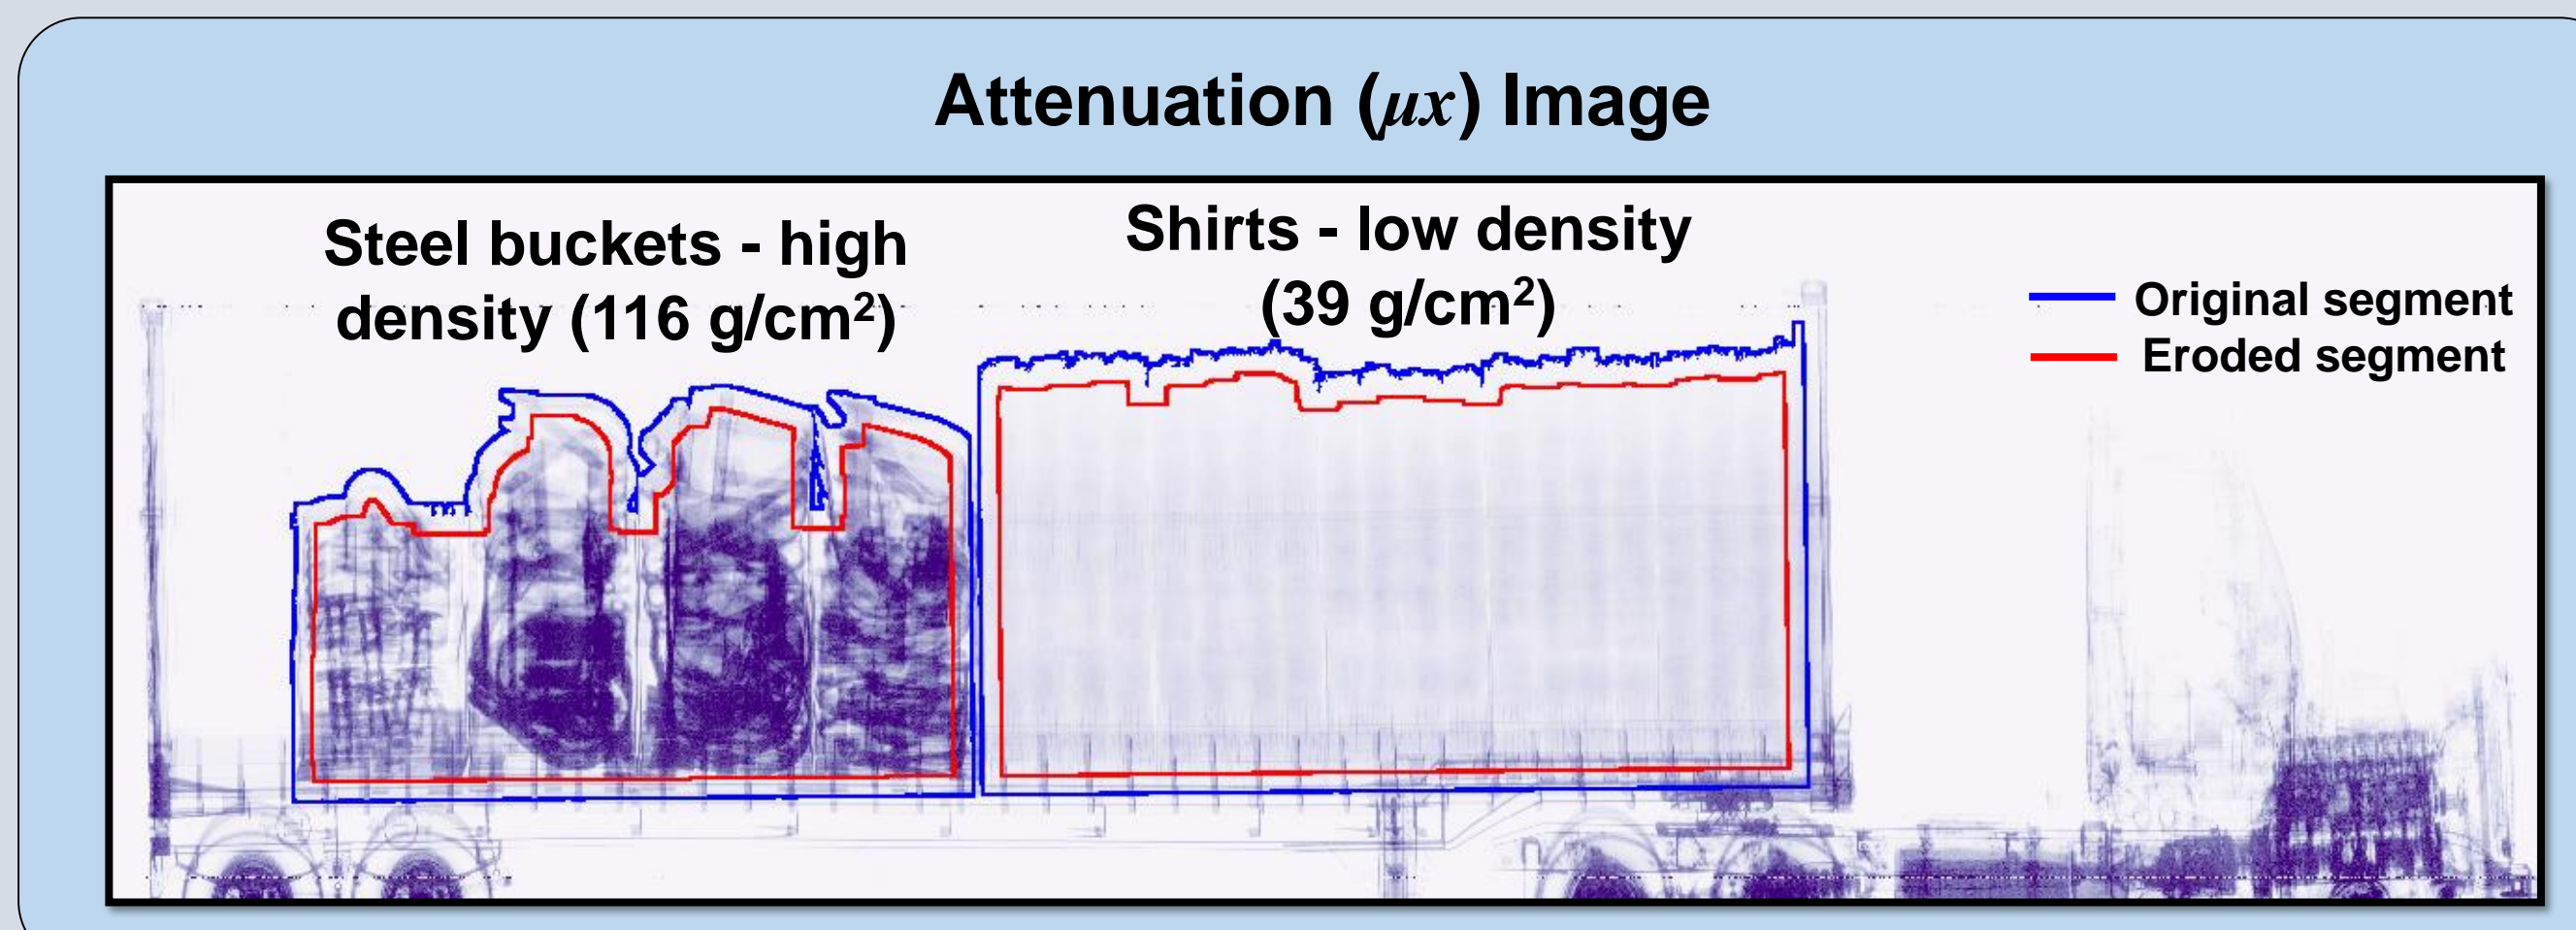 Attenuation (μx) Image
Steel buckets - high
density (116 g/cm²)
Shirts - low density
(39 g/cm²)
Original segment
Eroded segment